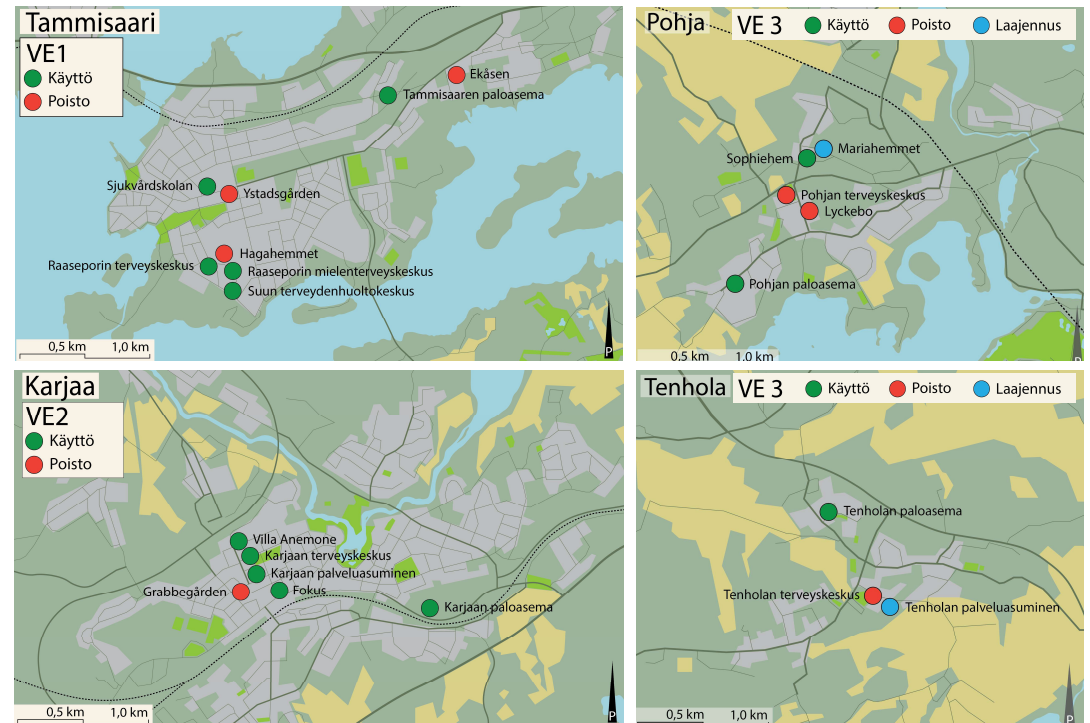 Tammisaari
VE1
Käyttö
Poisto
Ekåsen
Tammisaaren paloasema
Sjukvårdskolan
Ystadsgården
Hagahemmet
Raaseporin terveyskeskus
Raaseporin mielenterveyskeskus
Suun terveydenhuoltokeskus
0,5 km 1,0 km
P
Pohja VE 3 Käyttö Poisto Laajennus
Mariahemmet
Sophiehem
Pohjan terveyskeskus
Lyckebo
Pohjan paloasema
0.5 km 1.0 km
P
Karjaa
VE2
Käyttö
Poisto
Villa Anemone
Karjaan terveyskeskus
Karjaan palveluasuminen
Grabbegården
Fokus
Karjaan paloasema
0,5 km 1,0 km
P
Tenhola VE 3 Käyttö Poisto Laajennus
Tenholan paloasema
Tenholan terveyskeskus
Tenholan palveluasuminen
0,5 km 1,0 km
P